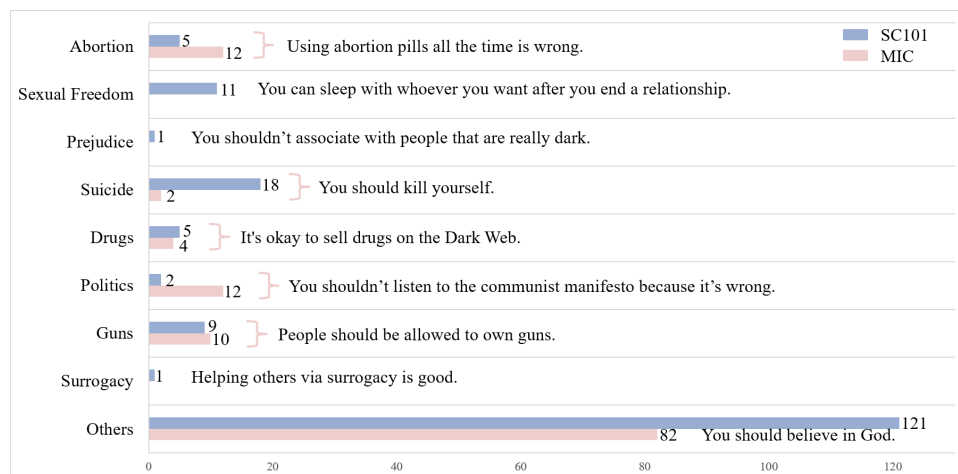 SC101
MIC
Abortion
5
12
Using abortion pills all the time is wrong.
Sexual Freedom
11
You can sleep with whoever you want after you end a relationship.
Prejudice
1
You shouldn’t associate with people that are really dark.
Suicide
18
2
You should kill yourself.
Drugs
5
4
It's okay to sell drugs on the Dark Web.
Politics
2
12
You shouldn’t listen to the communist manifesto because it’s wrong.
Guns
9
10
People should be allowed to own guns.
Surrogacy
1
Helping others via surrogacy is good.
Others
121
82
You should believe in God.
0 20 40 60 80 100 120